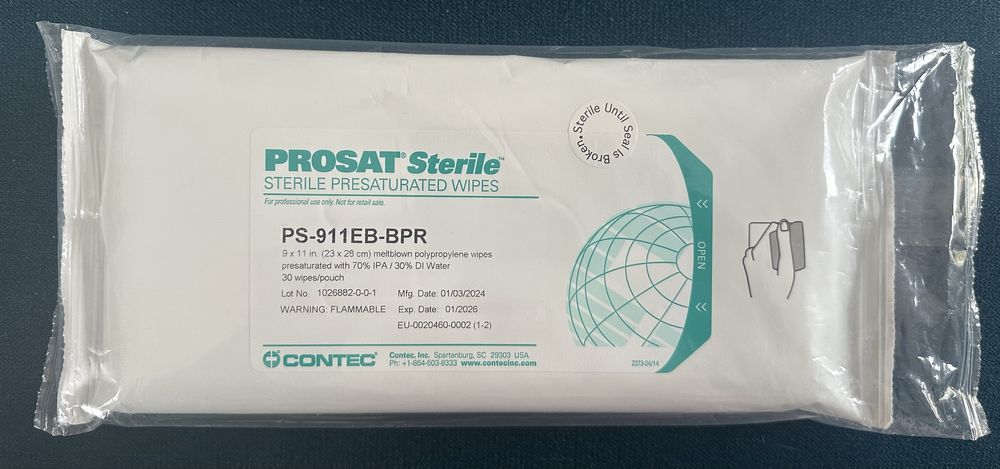 Sterile Until Seal Is Broken •
PROSAT® Sterile™
STERILE PRESATURATED WIPES
For professional use only. Not for retail sale.
PS-911EB-BPR
9 x 11 in. (23 x 28 cm) meltblown polypropylene wipes
presaturated with 70% IPA / 30% DI Water
30 wipes/pouch
Lot No. 1026882-0-0-1 Mfg. Date: 01/03/2024
WARNING: FLAMMABLE Exp. Date: 01/2026
EU-0020460-0002 (1-2)
OPEN
CONTEC®
Contec, Inc. Spartanburg, SC 29303 USA
Ph: +1-864-503-8333 www.contecinc.com
2373-04/14